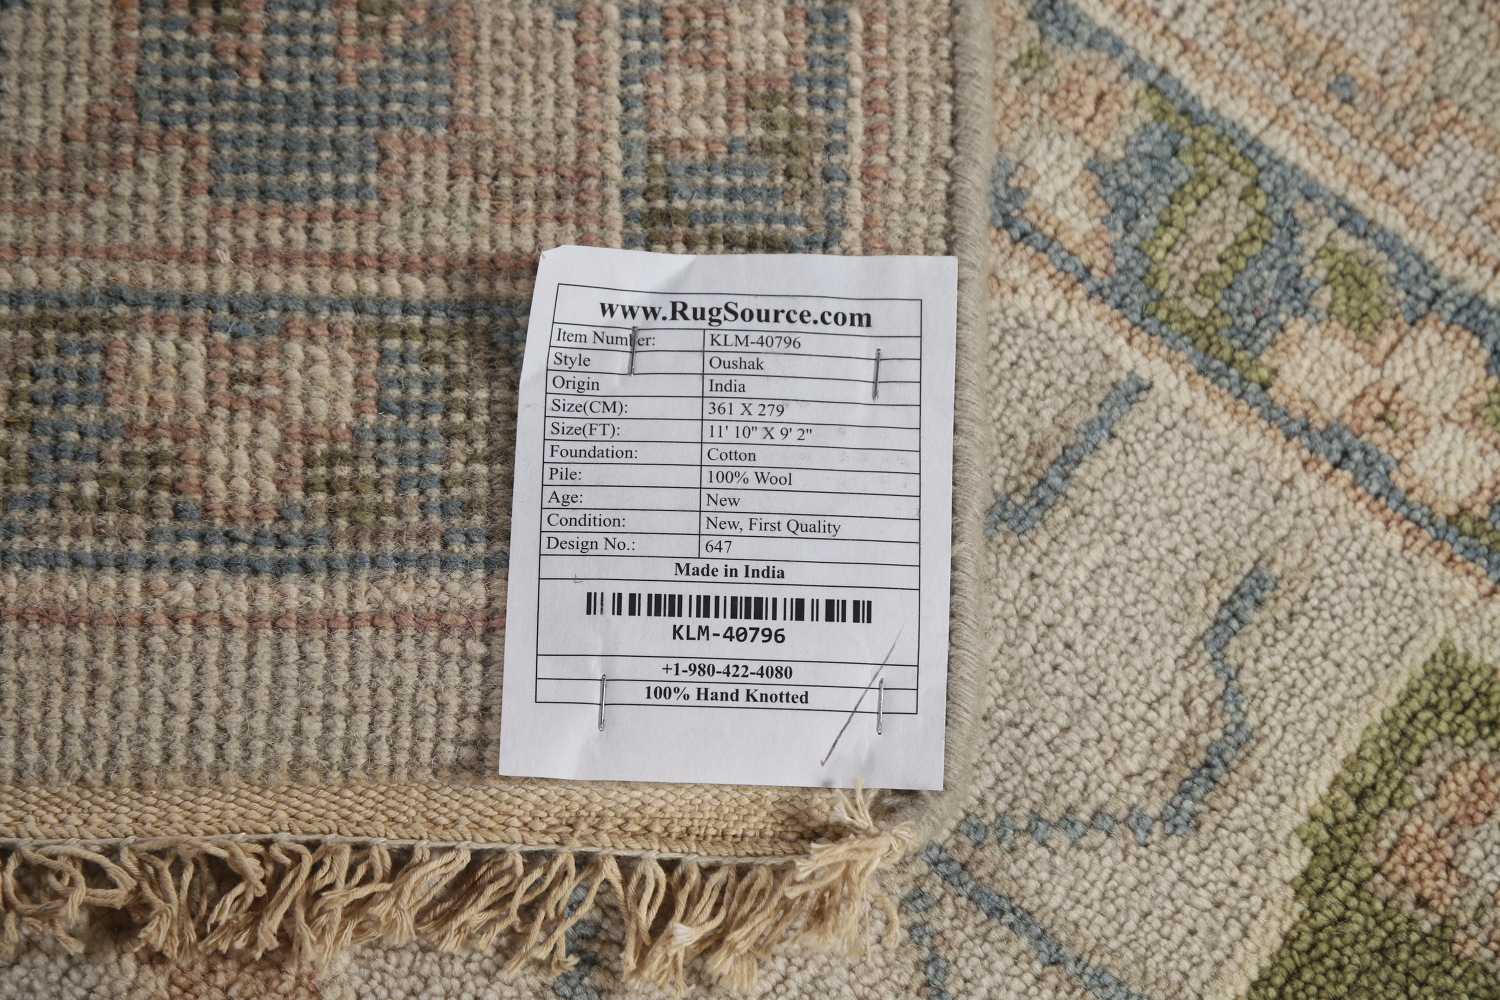 www.RugSource.com
Item Number: KLM-40796
Style Oushak
Origin India
Size(CM): 361 X 279
Size(FT): 11' 10" X 9' 2"
Foundation: Cotton
Pile: 100% Wool
Age: New
Condition: New, First Quality
Design No.: 647
Made in India
KLM-40796
+1-980-422-4080
100% Hand Knotted